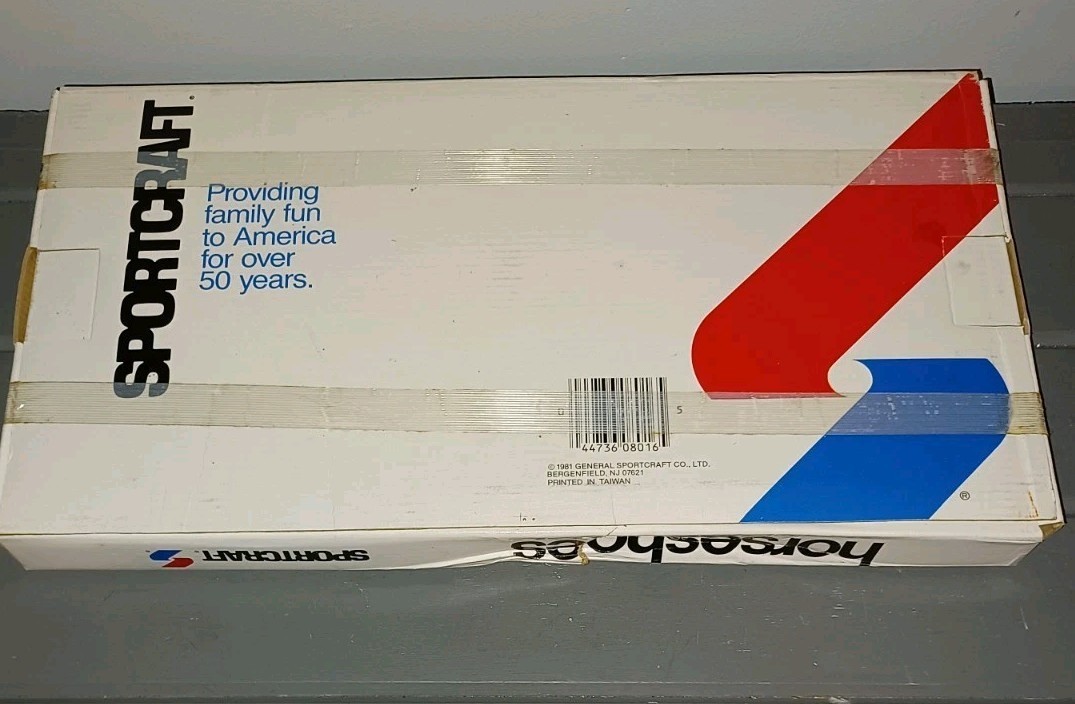 SPORTCRAFT.
Providing
family fun
to America
for over
50 years.
0 5
44736 08016
© 1981 GENERAL SPORTCRAFT CO., LTD.
BERGENFIELD, NJ 07621
PRINTED IN TAIWAN
®
horseshoes
SPORTCRAFT.